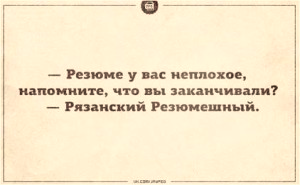 — Резюме у вас неплохое,
напомните, что вы заканчивали?
— Рязанский Резюмешный.